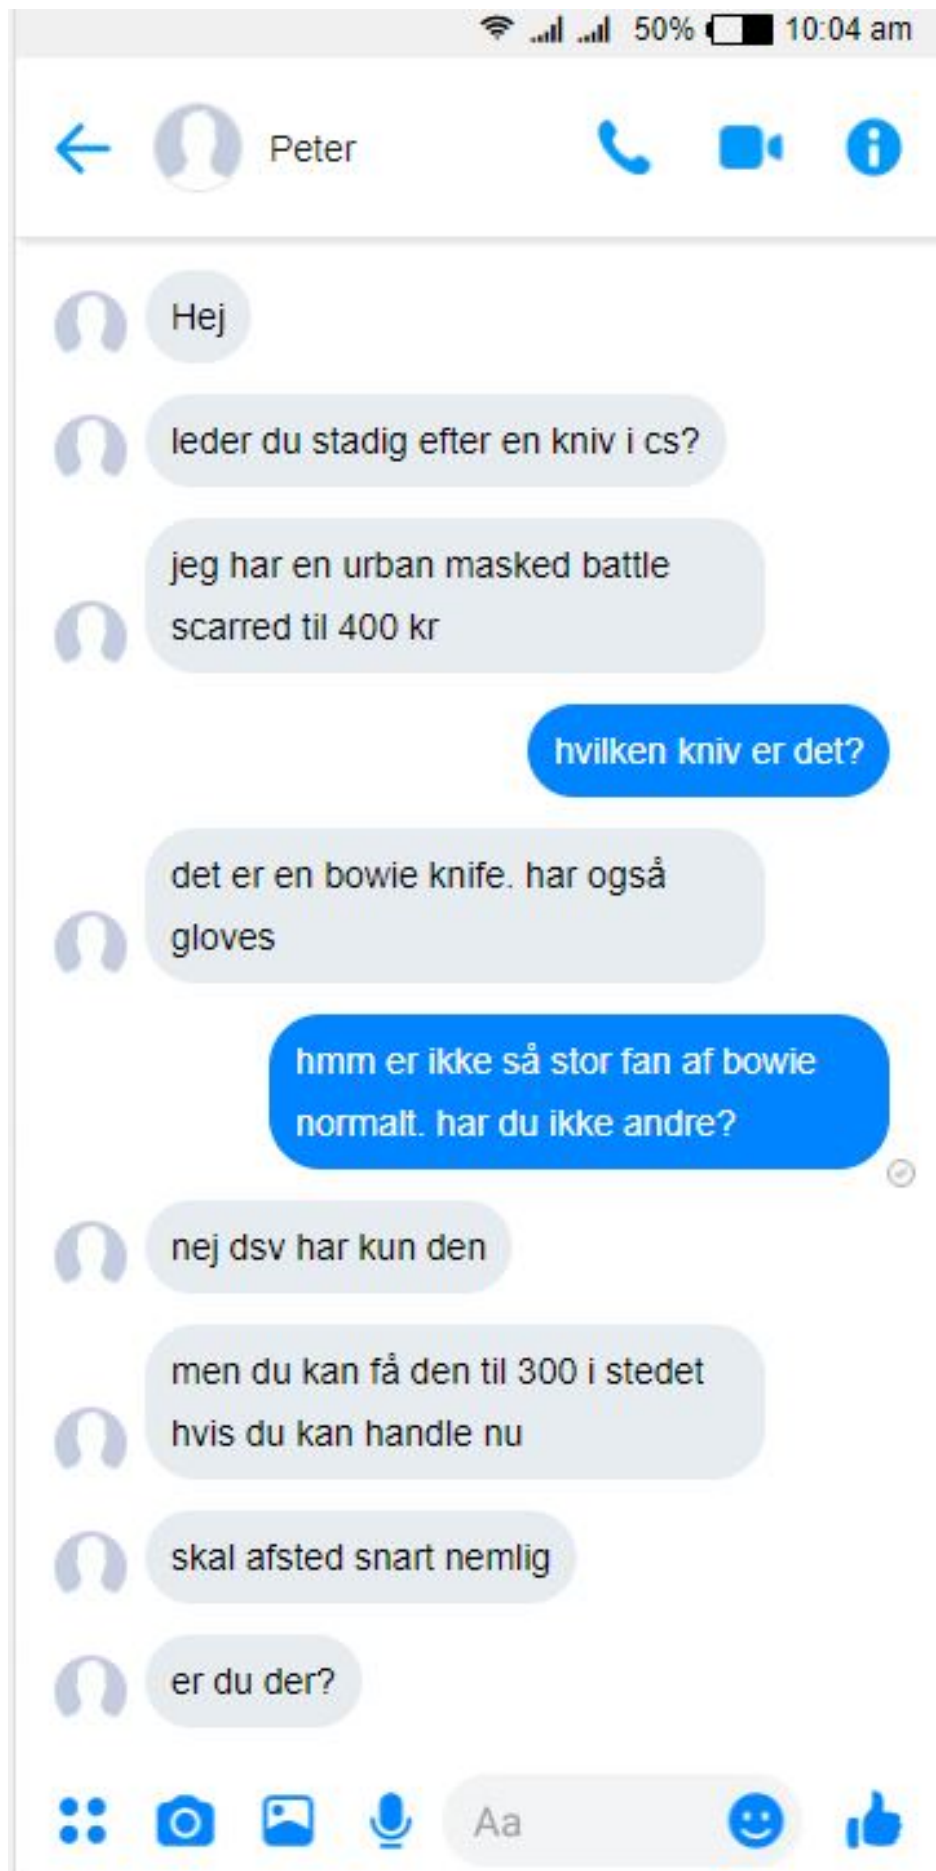 50% 10:04 am
Peter
Hej
leder du stadig efter en kniv i cs?
jeg har en urban masked battle
scarred til 400 kr
hvilken kniv er det?
det er en bowie knife. har også
gloves
hmm er ikke så stor fan af bowie
normalt. har du ikke andre?
nej dsv har kun den
men du kan få den til 300 i stedet
hvis du kan handle nu
skal afsted snart nemlig
er du der?
Aa